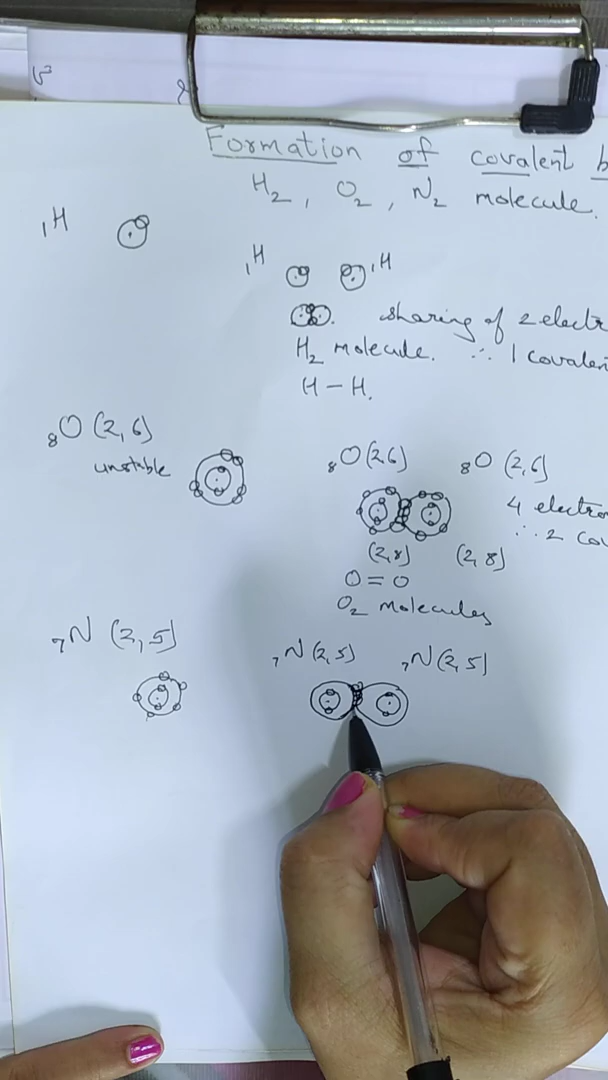 Formation of covalent b
H₂, O₂, N₂ molecule.
₁H
₁H ₁H
sharing of 2 electr
H₂ molecule. ∴ 1 covalen
H - H.
₈O (2,6)
unstable
₈O (2,6) ₈O (2,6)
4 electro
∴ 2 cov
(2,8) (2,8)
O = O
O₂ molecules
₇N (2,5)
₇N (2,5) ₇N (2,5)